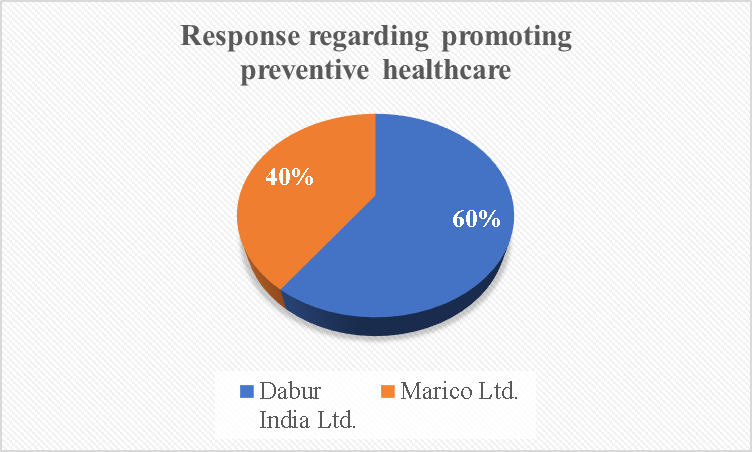 Response regarding promoting
preventive healthcare
40%
60%
Dabur
India Ltd.
Marico Ltd.